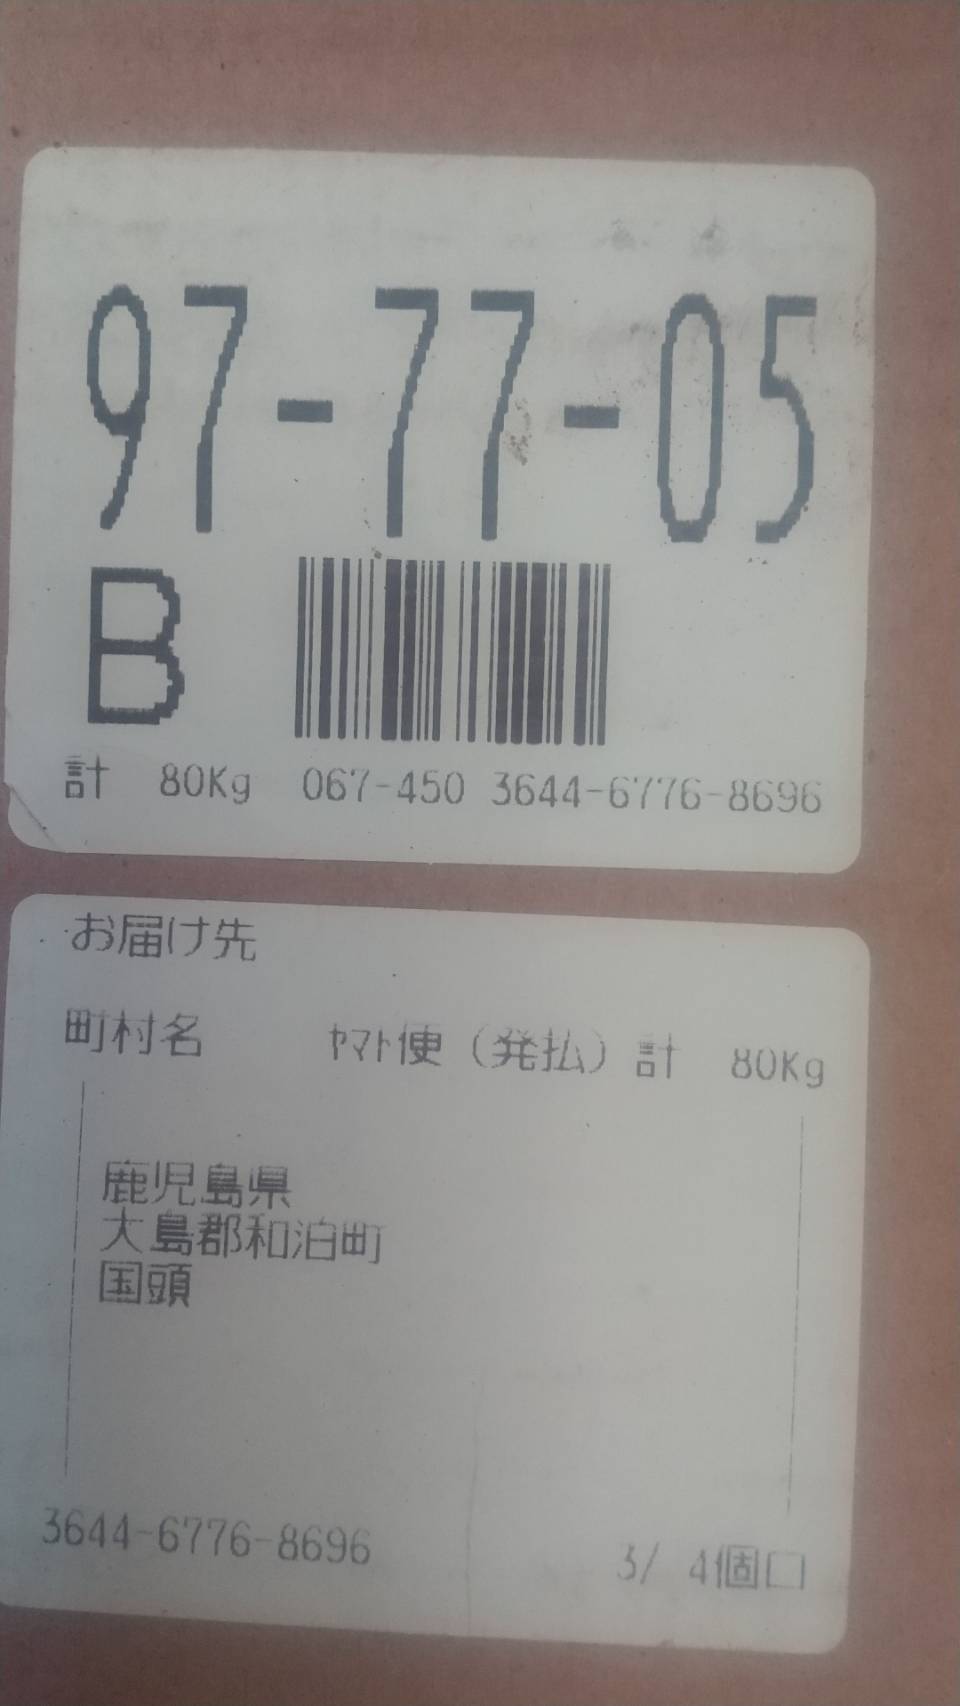 97-77-05
B
計 80Kg 067-450 3644-6776-8696
お届け先
町村名 ﾔﾏﾄ便（発払）計 80Kg
鹿児島県
大島郡和泊町
国頭
3644-6776-8696 3/ 4個口